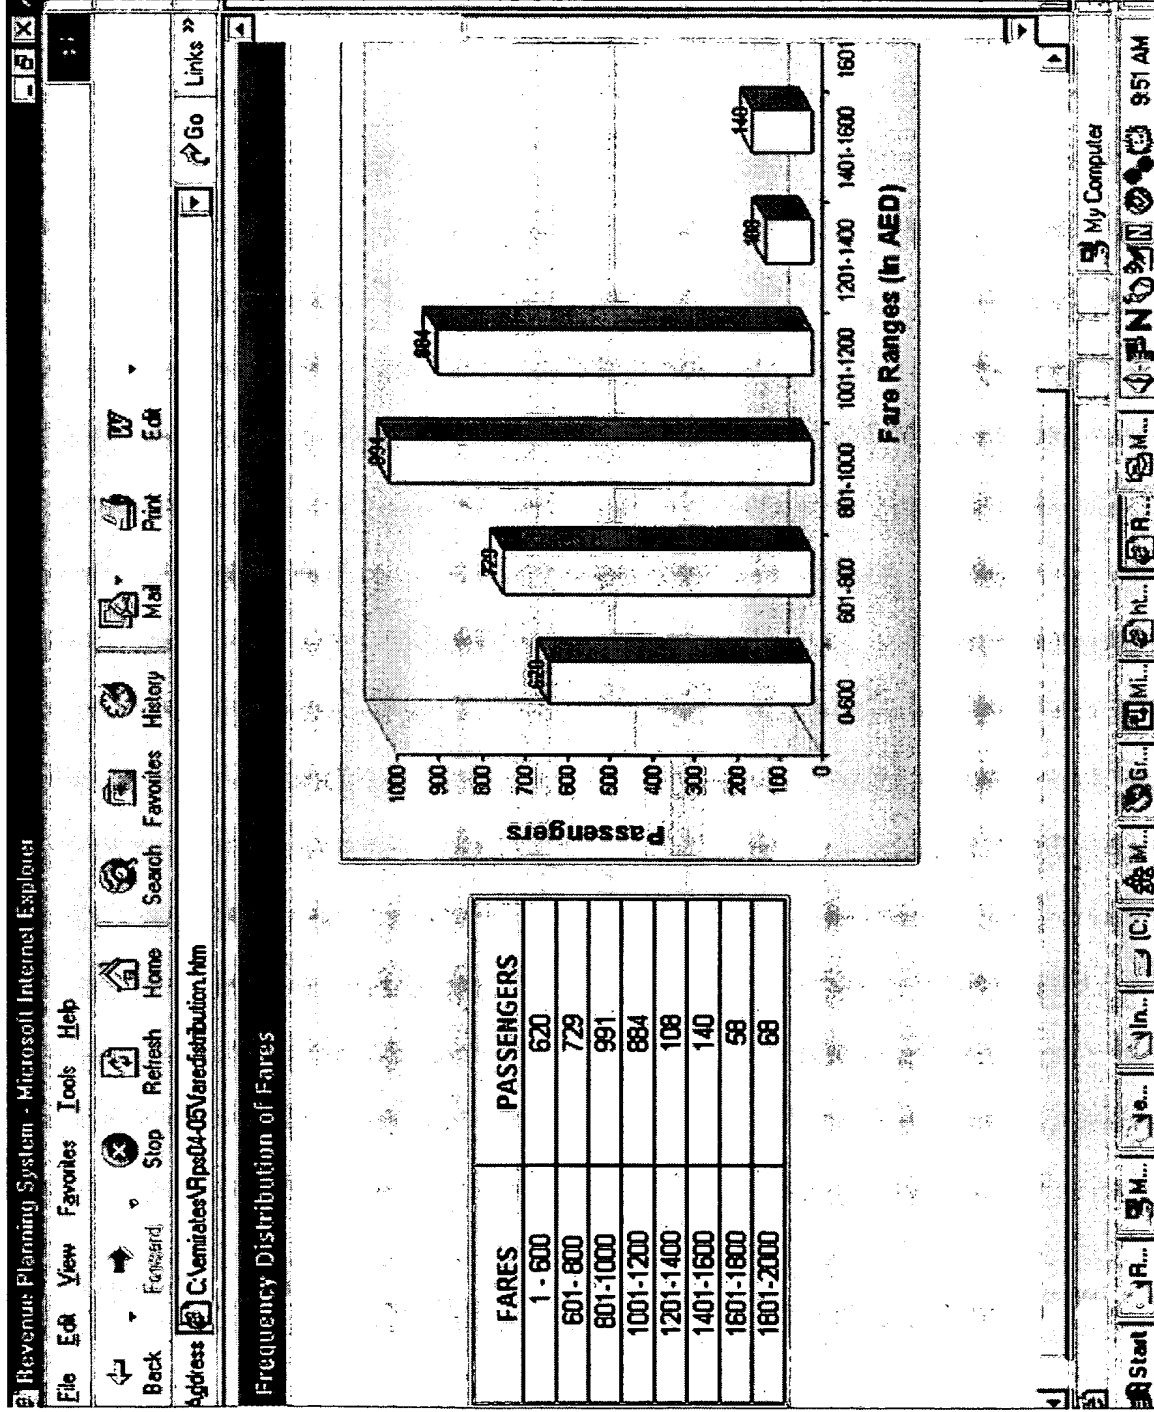 Revenue Planning System - Microsoft Internet Explorer
File Edit View Favorites Tools Help
Back Forward Stop Refresh Home Search Favorites History Mail Print Edit
Address C:\emirates\Rps04-05\faredistribution.htm Go Links »
Frequency Distribution of Fares
FARES PASSENGERS
1 - 600 620
601-800 729
801-1000 991
1001-1200 884
1201-1400 108
1401-1600 140
1601-1800 58
1801-2000 68
Passengers
1000
900
800
700
600
500
400
300
200
100
0
620 729 991 884 108 140
0-600 601-800 801-1000 1001-1200 1201-1400 1401-1600 1601
Fare Ranges (in AED)
My Computer
Start R... M... e... In... (C:) M... Gr... Mi... ht... R... M... 9:51 AM